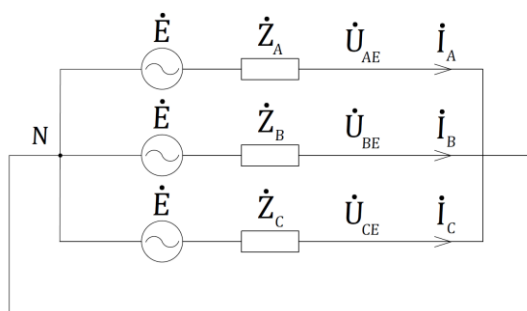 Ė Ż_A U̇_AE İ_A
N Ė Ż_B U̇_BE İ_B
Ė Ż_C U̇_CE İ_C